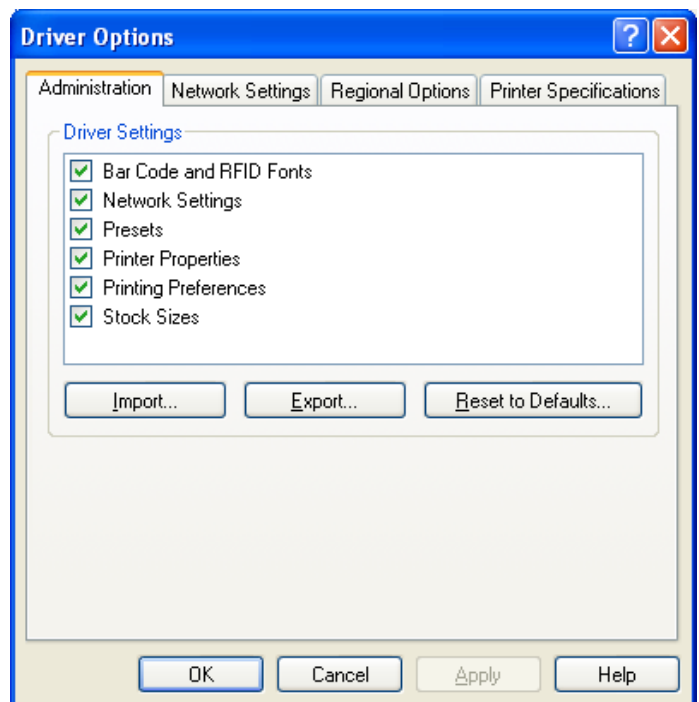 Driver Options
Administration Network Settings Regional Options Printer Specifications
Driver Settings
Bar Code and RFID Fonts
Network Settings
Presets
Printer Properties
Printing Preferences
Stock Sizes
Import... Export... Reset to Defaults...
OK Cancel Apply Help